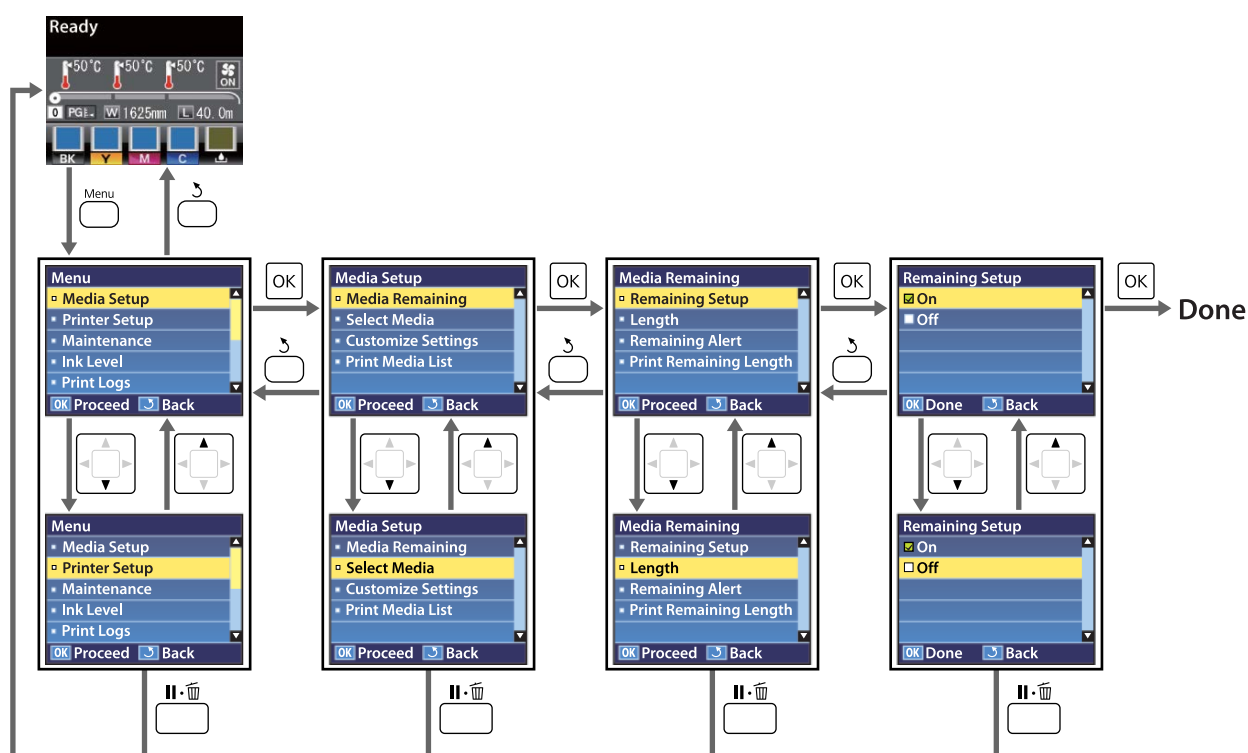 Ready
50°C 50°C 50°C
ON
0 PG W 1625mm L 40.0m
BK Y M C
Menu
OK OK OK OK
Menu
Media Setup
Printer Setup
Maintenance
Ink Level
Print Logs
OK Proceed Back
Media Setup
Media Remaining
Select Media
Customize Settings
Print Media List
OK Proceed Back
Media Remaining
Remaining Setup
Length
Remaining Alert
Print Remaining Length
OK Proceed Back
Remaining Setup
On
Off
OK Done Back
Done
Menu
Media Setup
Printer Setup
Maintenance
Ink Level
Print Logs
OK Proceed Back
Media Setup
Media Remaining
Select Media
Customize Settings
Print Media List
OK Proceed Back
Media Remaining
Remaining Setup
Length
Remaining Alert
Print Remaining Length
OK Proceed Back
Remaining Setup
On
Off
OK Done Back